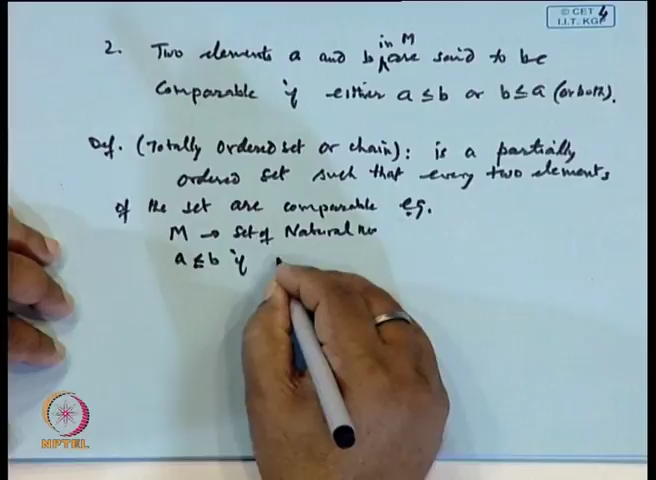 © CET
I.I.T. KGP
4
2. Two elements a and b in M are said to be
Comparable if either a ≤ b or b ≤ a (or both).
Def. (Totally ordered set or chain): is a partially
ordered set such that every two elements
of the set are comparable e.g.
M → Set of Natural no
a ≤ b if
NPTEL